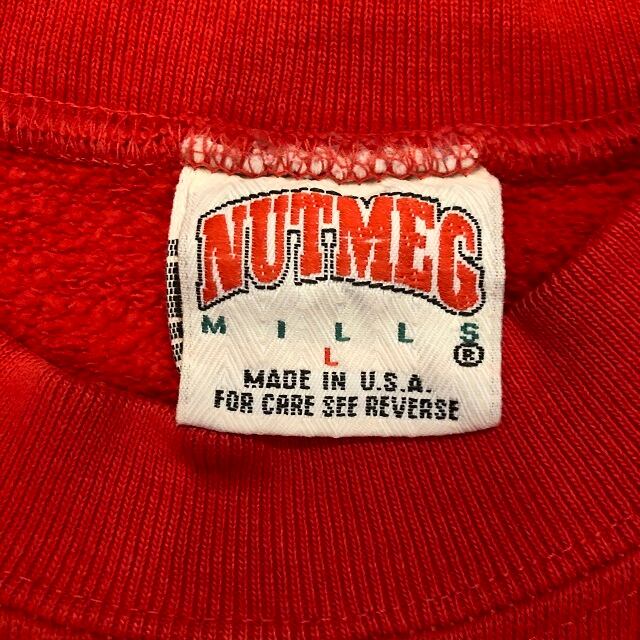 NUTMEG
MILLS
L
®
MADE IN U.S.A.
FOR CARE SEE REVERSE